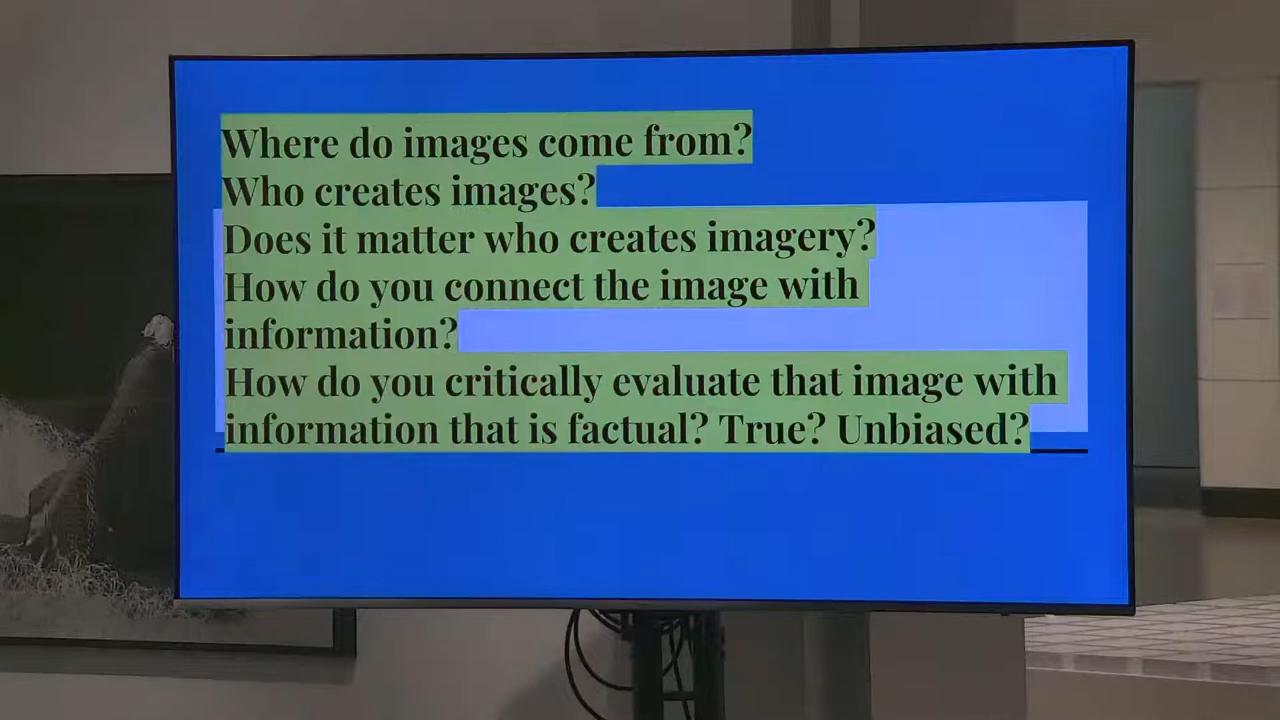 Where do images come from?
Who creates images?
Does it matter who creates imagery?
How do you connect the image with
information?
How do you critically evaluate that image with
information that is factual? True? Unbiased?